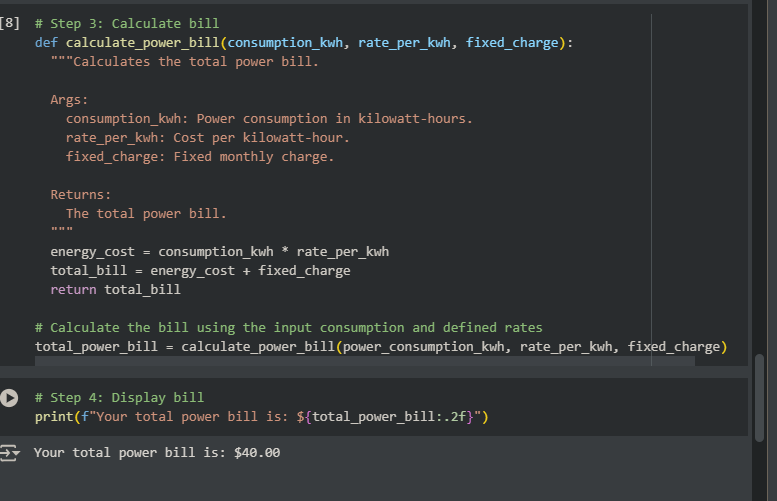 [8] # Step 3: Calculate bill
def calculate_power_bill(consumption_kwh, rate_per_kwh, fixed_charge):
  """Calculates the total power bill.

  Args:
    consumption_kwh: Power consumption in kilowatt-hours.
    rate_per_kwh: Cost per kilowatt-hour.
    fixed_charge: Fixed monthly charge.

  Returns:
    The total power bill.
  """
  energy_cost = consumption_kwh * rate_per_kwh
  total_bill = energy_cost + fixed_charge
  return total_bill

# Calculate the bill using the input consumption and defined rates
total_power_bill = calculate_power_bill(power_consumption_kwh, rate_per_kwh, fixed_charge)
# Step 4: Display bill
print(f"Your total power bill is: ${total_power_bill:.2f}")
Your total power bill is: $40.00